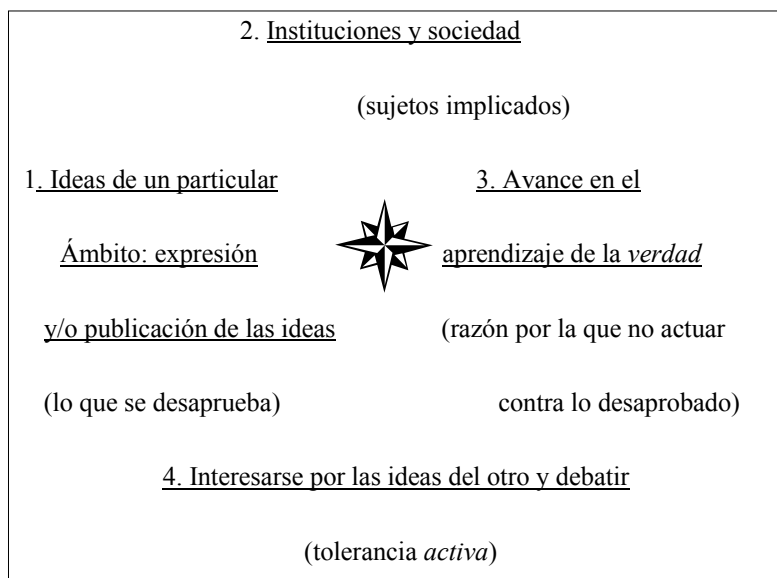 2. Instituciones y sociedad
(sujetos implicados)
1. Ideas de un particular
Ámbito: expresión
y/o publicación de las ideas
(lo que se desaprueba)
3. Avance en el
aprendizaje de la verdad
(razón por la que no actuar
contra lo desaprobado)
4. Interesarse por las ideas del otro y debatir
(tolerancia activa)